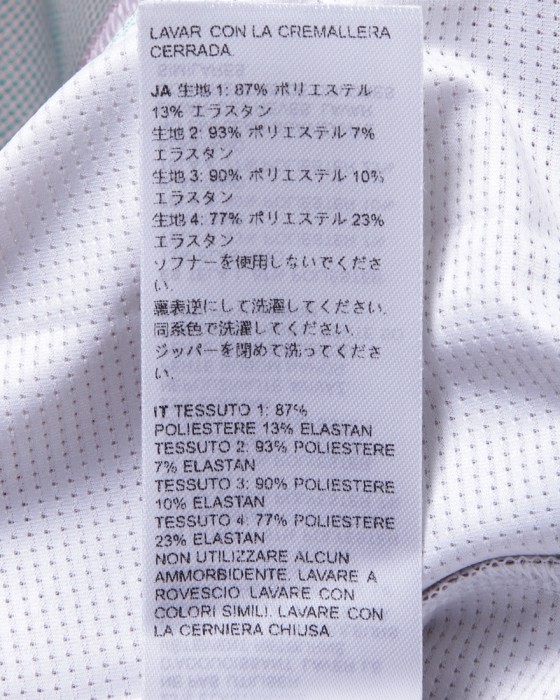 LAVAR CON LA CREMALLERA
CERRADA.
JA 生地 1: 87% ポリエステル
13% エラスタン
生地 2: 93% ポリエステル 7%
エラスタン
生地 3: 90% ポリエステル 10%
エラスタン
生地 4: 77% ポリエステル 23%
エラスタン
ソフナーを使用しないでくださ
い.
裏表逆にして洗濯してください.
同系色で洗濯してください.
ジッパーを閉めて洗ってくださ
い.
IT TESSUTO 1: 87%
POLIESTERE 13% ELASTAN
TESSUTO 2: 93% POLIESTERE
7% ELASTAN
TESSUTO 3: 90% POLIESTERE
10% ELASTAN
TESSUTO 4: 77% POLIESTERE
23% ELASTAN
NON UTILIZZARE ALCUN
AMMORBIDENTE. LAVARE A
ROVESCIO. LAVARE CON
COLORI SIMILI. LAVARE CON
LA CERNIERA CHIUSA.